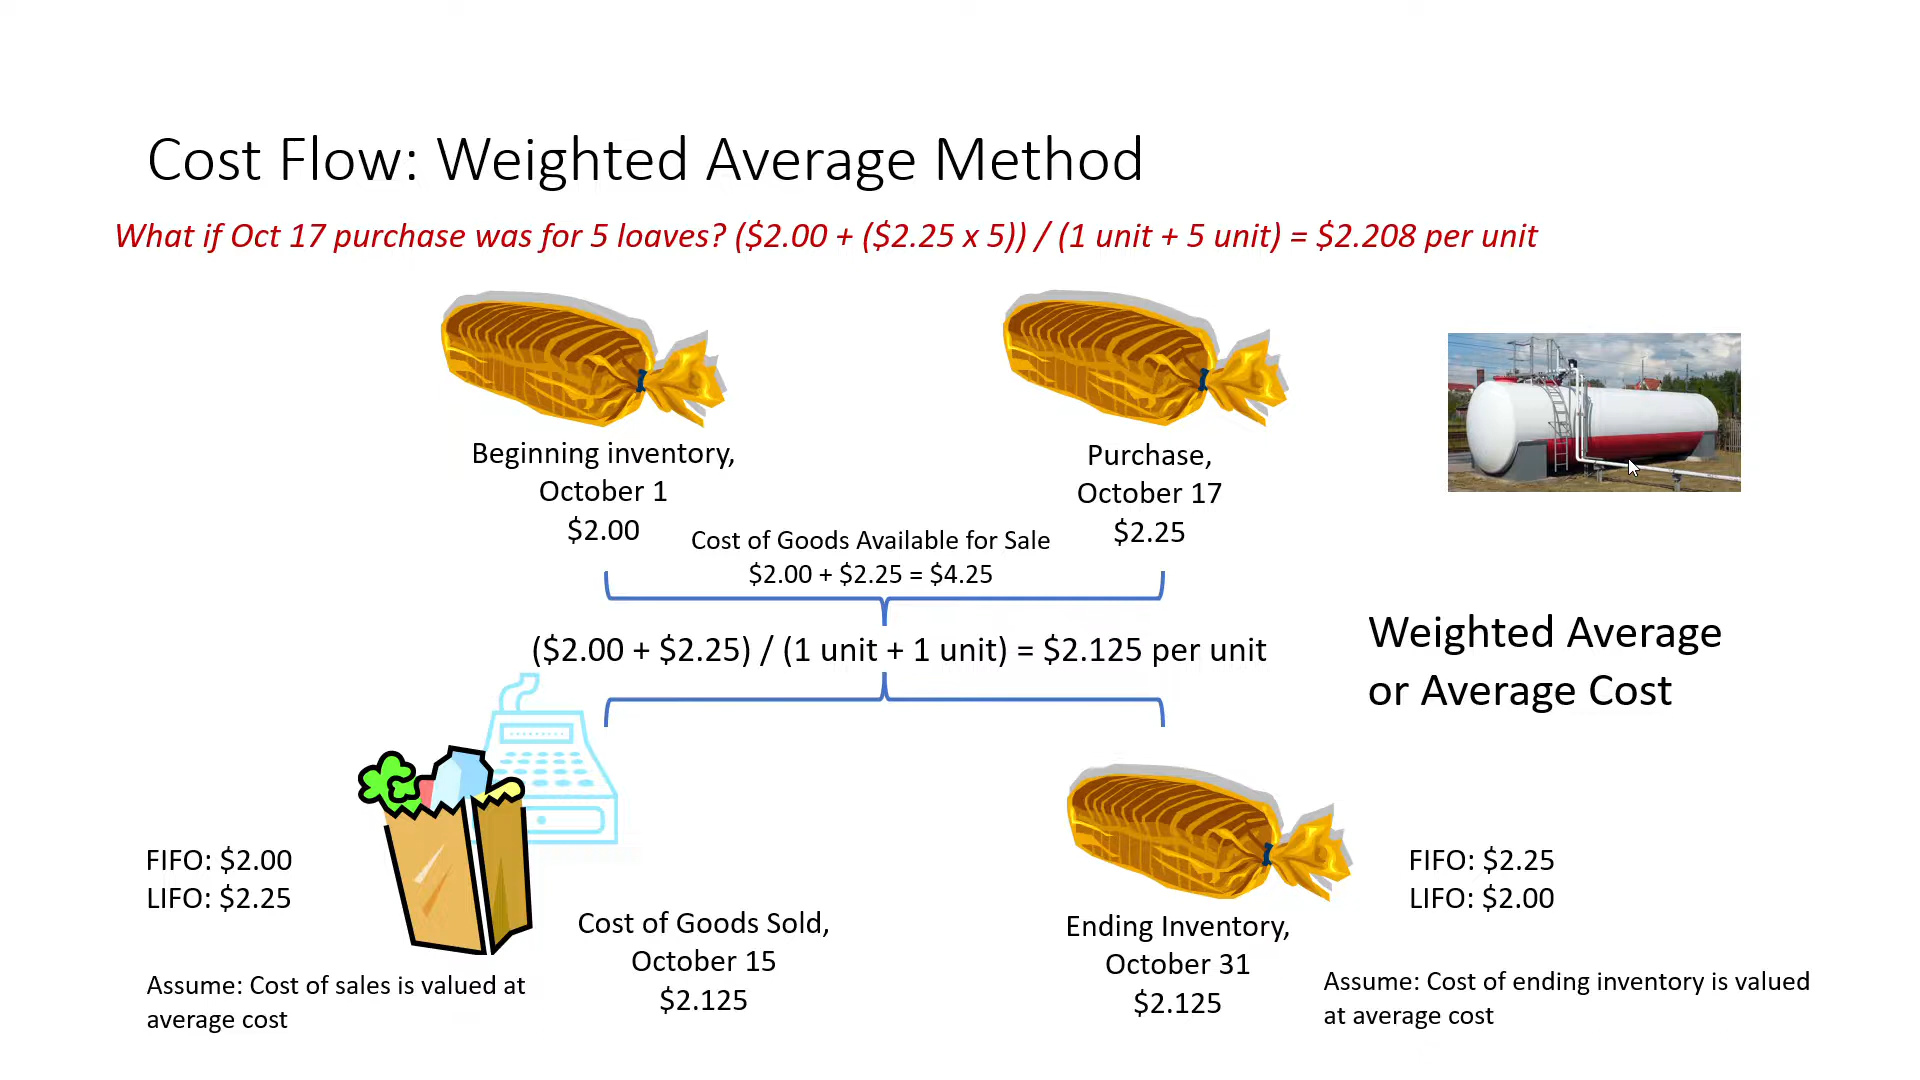 Cost Flow: Weighted Average Method
What if Oct 17 purchase was for 5 loaves? ($2.00 + ($2.25 x 5)) / (1 unit + 5 unit) = $2.208 per unit
Beginning inventory,
October 1
$2.00
Purchase,
October 17
$2.25
Cost of Goods Available for Sale
$2.00 + $2.25 = $4.25
($2.00 + $2.25) / (1 unit + 1 unit) = $2.125 per unit
Weighted Average
or Average Cost
FIFO: $2.00
LIFO: $2.25
Cost of Goods Sold,
October 15
$2.125
Assume: Cost of sales is valued at
average cost
Ending Inventory,
October 31
$2.125
FIFO: $2.25
LIFO: $2.00
Assume: Cost of ending inventory is valued
at average cost